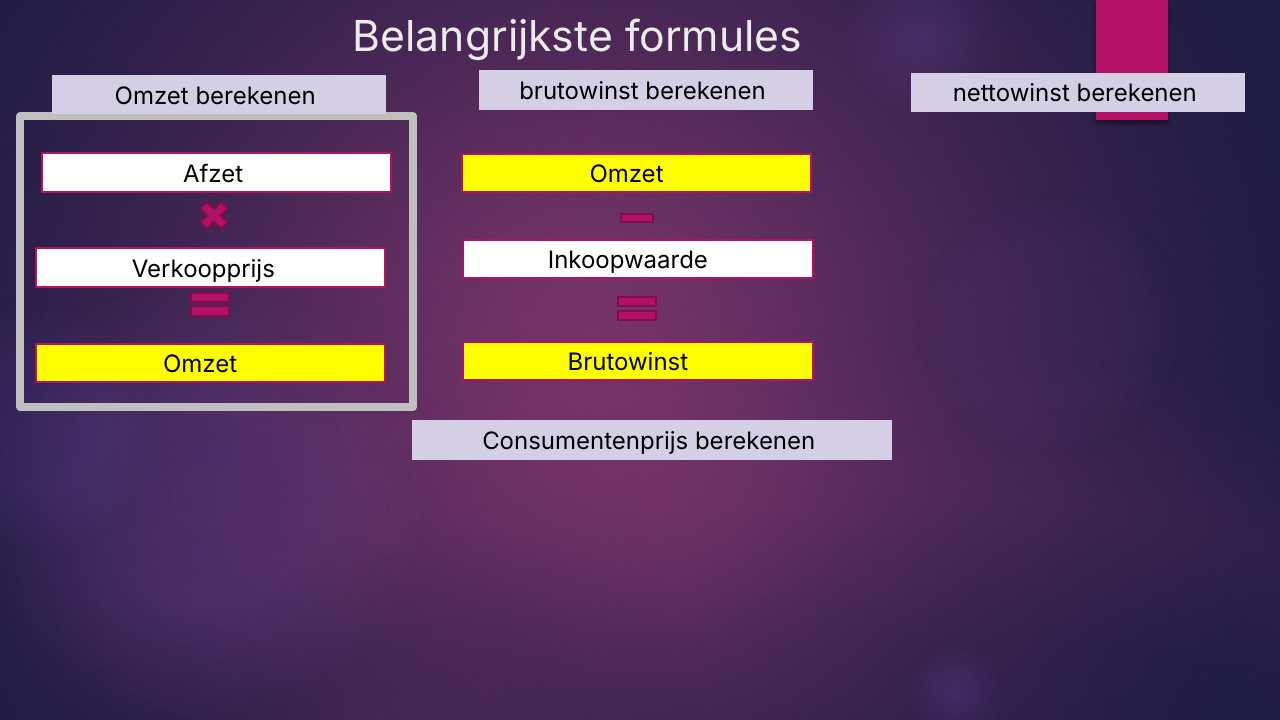 Belangrijkste formules
Omzet berekenen
Afzet
Verkoopprijs
Omzet
brutowinst berekenen
Omzet
Inkoopwaarde
Brutowinst
nettowinst berekenen
Consumentenprijs berekenen